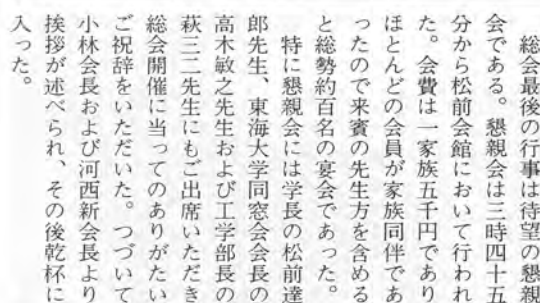 総会最後の行事は待望の懇親
会である。懇親会は三時四十五
分から松前会館において行われ
た。会費は一家族五千円であり
ほとんどの会員が家族同伴であ
ったので来賓の先生方を含める
と総勢約百名の宴会であった。
特に懇親会には学長の松前達
郎先生、東海大学同窓会会長の
高木敏之先生および工学部長の
萩三二先生にもご出席いただき
総会開催に当ってのありがたい
ご祝辞をいただいた。つづいて
小林会長および河西新会長より
挨拶が述べられ、その後乾杯に
入った。